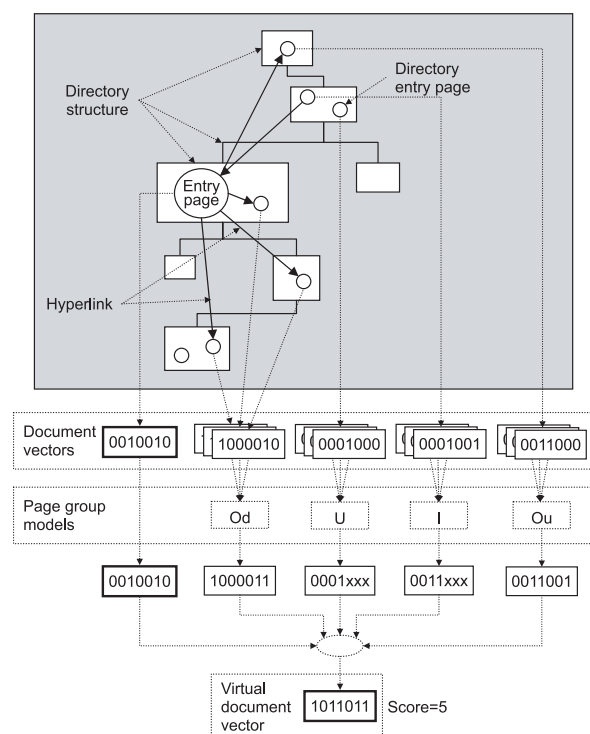 Directory
structure
Directory
entry page
Entry
page
Hyperlink
Document
vectors
0010010
1000010
0001000
0001001
0011000
Page group
models
Od
U
I
Ou
0010010
1000011
0001xxx
0011xxx
0011001
Virtual
document
vector
1011011
Score=5